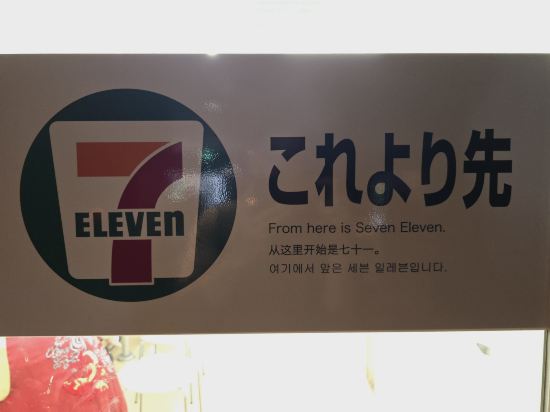 7
ELEVEn
これより先
From here is Seven Eleven.
从这里开始是七十一。
여기에서 앞은 세븐 일레븐입니다.